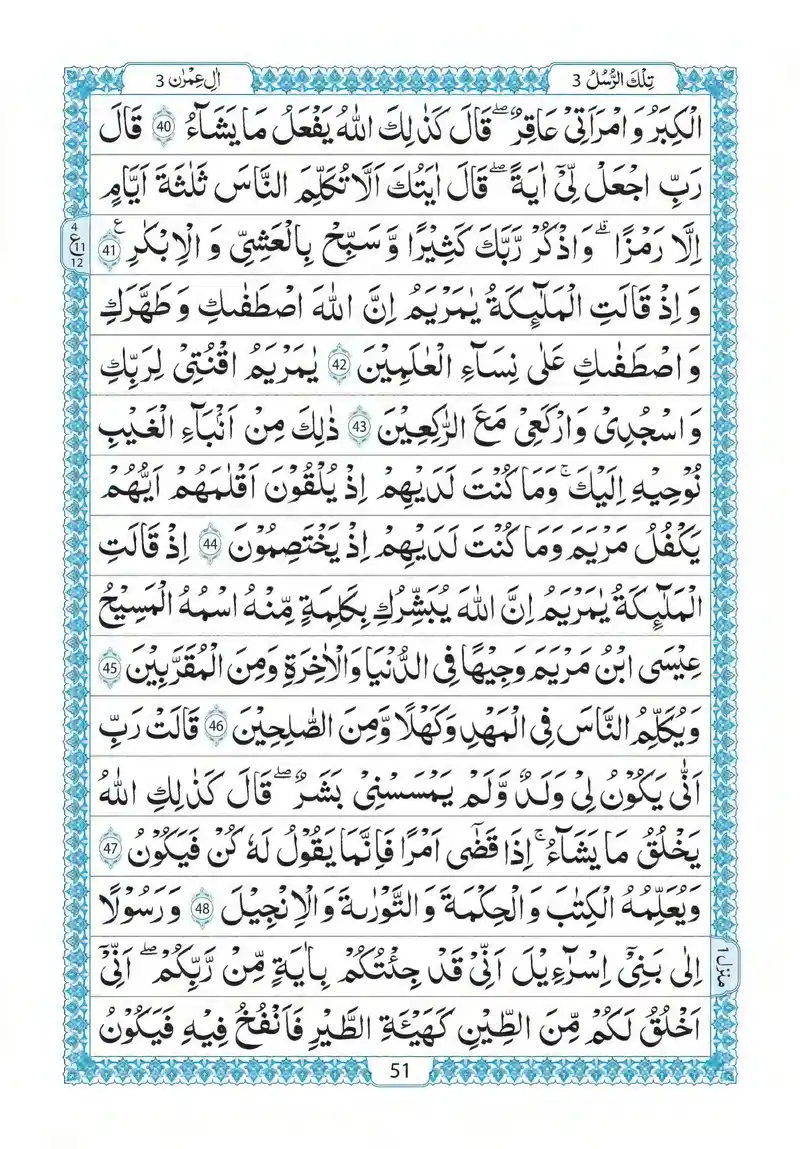 تِلْكَ الرُّسُلُ 3
اٰلِ عِمْرٰن 3
الْكِبَرُ وَ امْرَاَتِیْ عَاقِرٌ ؕ قَالَ كَذٰلِكَ اللّٰهُ یَفْعَلُ مَا یَشَآءُ 40 قَالَ
رَبِّ اجْعَلْ لِّیْۤ اٰیَةً ؕ قَالَ اٰیَتُكَ اَلَّا تُكَلِّمَ النَّاسَ ثَلٰثَةَ اَیَّامٍ
اِلَّا رَمْزًا ؕ وَ اذْكُرْ رَّبَّكَ كَثِیْرًا وَّ سَبِّحْ بِالْعَشِیِّ وَ الْاِبْكَارِ 41 ع
4 ع 11 12
وَ اِذْ قَالَتِ الْمَلٰٓىِٕكَةُ یٰمَرْیَمُ اِنَّ اللّٰهَ اصْطَفٰىكِ وَ طَهَّرَكِ
وَ اصْطَفٰىكِ عَلٰى نِسَآءِ الْعٰلَمِیْنَ 42 یٰمَرْیَمُ اقْنُتِیْ لِرَبِّكِ
وَ اسْجُدِیْ وَ ارْكَعِیْ مَعَ الرّٰكِعِیْنَ 43 ذٰلِكَ مِنْ اَنْۢبَآءِ الْغَیْبِ
نُوْحِیْهِ اِلَیْكَ ۚ وَ مَا كُنْتَ لَدَیْهِمْ اِذْ یُلْقُوْنَ اَقْلَامَهُمْ اَیُّهُمْ
یَكْفُلُ مَرْیَمَ وَ مَا كُنْتَ لَدَیْهِمْ اِذْ یَخْتَصِمُوْنَ 44 اِذْ قَالَتِ
الْمَلٰٓىِٕكَةُ یٰمَرْیَمُ اِنَّ اللّٰهَ یُبَشِّرُكِ بِكَلِمَةٍ مِّنْهُ اسْمُهُ الْمَسِیْحُ
عِیْسَى ابْنُ مَرْیَمَ وَجِیْهًا فِی الدُّنْیَا وَ الْاٰخِرَةِ وَ مِنَ الْمُقَرَّبِیْنَ 45
وَ یُكَلِّمُ النَّاسَ فِی الْمَهْدِ وَ كَهْلًا وَّ مِنَ الصّٰلِحِیْنَ 46 قَالَتْ رَبِّ
اَنّٰى یَكُوْنُ لِیْ وَلَدٌ وَّ لَمْ یَمْسَسْنِیْ بَشَرٌ ؕ قَالَ كَذٰلِكِ اللّٰهُ
یَخْلُقُ مَا یَشَآءُ ۚ اِذَا قَضٰۤى اَمْرًا فَاِنَّمَا یَقُوْلُ لَهٗ كُنْ فَیَكُوْنُ 47
وَ یُعَلِّمُهُ الْكِتٰبَ وَ الْحِكْمَةَ وَ التَّوْرٰىةَ وَ الْاِنْجِیْلَ 48 وَ رَسُوْلًا
اِلٰى بَنِیْۤ اِسْرَآءِیْلَ اَنِّیْ قَدْ جِئْتُكُمْ بِاٰیَةٍ مِّنْ رَّبِّكُمْ ۖ اَنِّیْۤ
منزل 1
اَخْلُقُ لَكُمْ مِّنَ الطِّیْنِ كَهَیْـَٔةِ الطَّیْرِ فَاَنْفُخُ فِیْهِ فَیَكُوْنُ
51